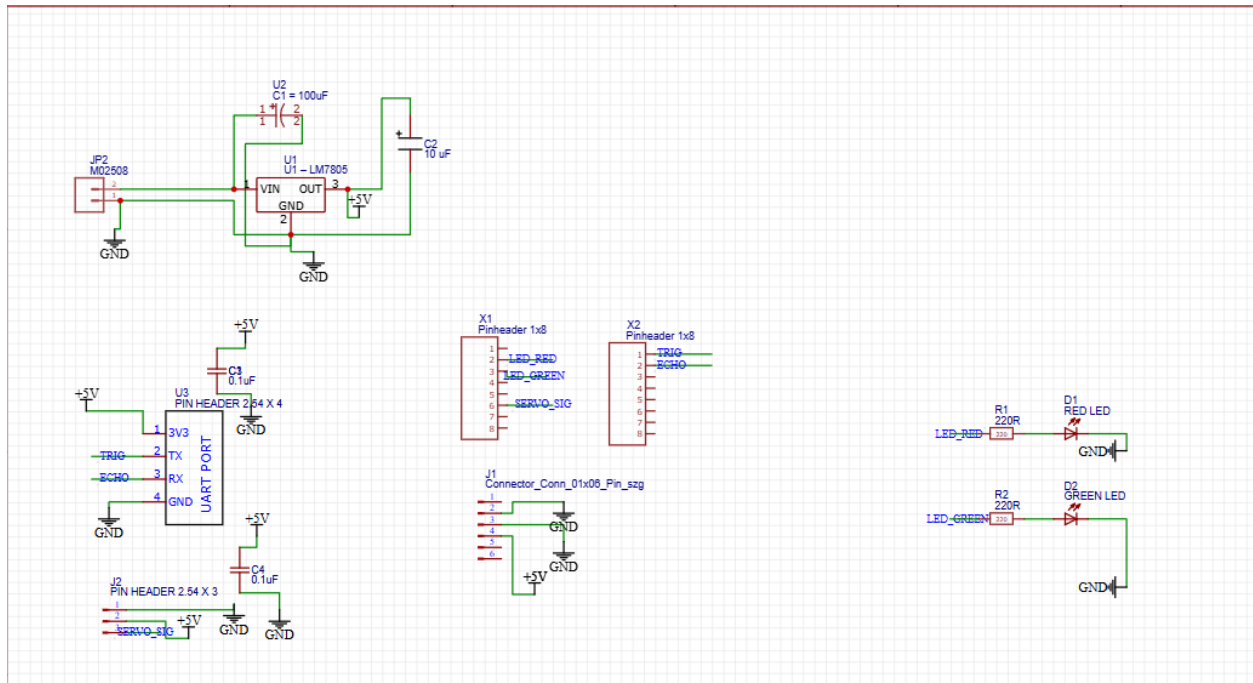 U2
C1 = 100uF
1 + 2
1 2
JP2
M02508
2
1
GND
U1
U1 – LM7805
1 VIN OUT 3
GND
2
+5V
GND
+
C2
10 uF
+5V
C3
0.1uF
GND
+5V
U3
PIN HEADER 2.54 X 4
1 3V3
TRIG 2 TX
ECHO 3 RX
4 GND
UART PORT
GND
+5V
C4
0.1uF
GND
J2
PIN HEADER 2.54 X 3
1
2
SERVO_SIG
+5V
GND
X1
Pinheader 1x8
1
2 LED_RED
3
4 LED_GREEN
5
6 SERVO_SIG
7
8
X2
Pinheader 1x8
1 TRIG
2 ECHO
3
4
5
6
7
8
J1
Connector_Conn_01x06_Pin_szg
1
2
3
4
5
6
GND
GND
+5V
R1
220R
LED_RED 330
D1
RED LED
GND
R2
220R
LED_GREEN 330
D2
GREEN LED
GND